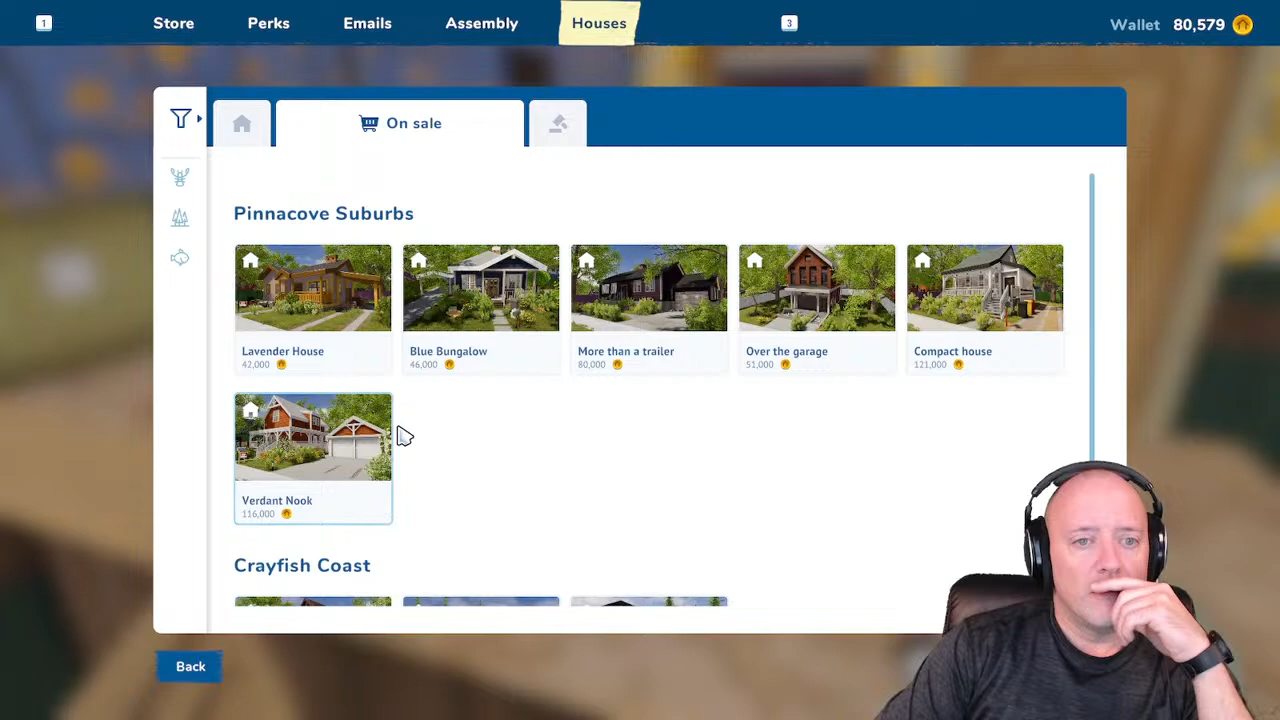 1 Store Perks Emails Assembly Houses 3 Wallet 80,579
On sale
Pinnacove Suburbs
Lavender House Blue Bungalow More than a trailer Over the garage Compact house
42,000 46,000 80,000 51,000 121,000
Verdant Nook
116,000
Crayfish Coast
Back